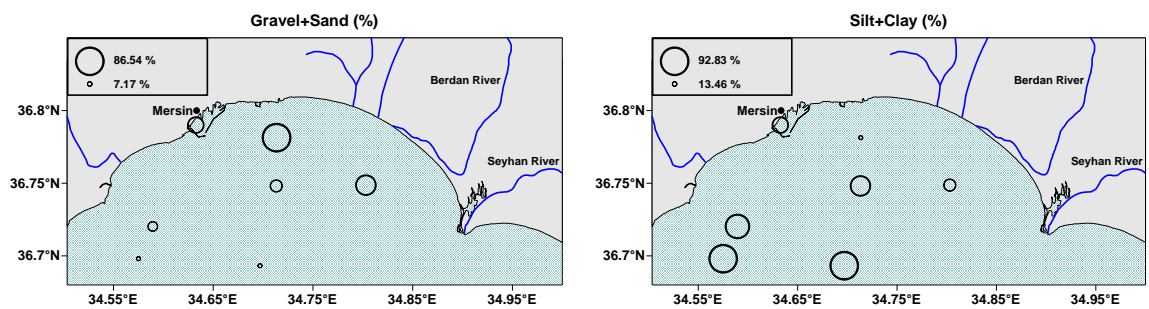 Gravel+Sand (%)
86.54 %
7.17 %
Berdan River
Mersin
36.8°N
Seyhan River
36.75°N
36.7°N
34.55°E 34.65°E 34.75°E 34.85°E 34.95°E
Silt+Clay (%)
92.83 %
13.46 %
Berdan River
Mersin
36.8°N
Seyhan River
36.75°N
36.7°N
34.55°E 34.65°E 34.75°E 34.85°E 34.95°E